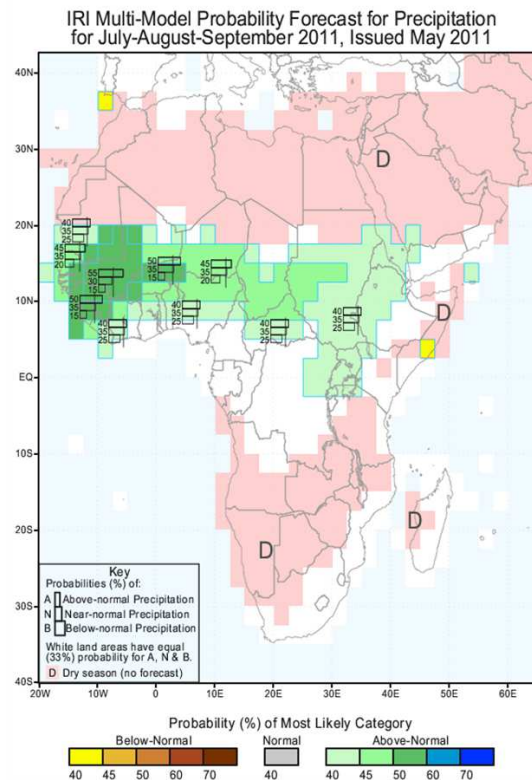 IRI Multi-Model Probability Forecast for Precipitation
for July-August-September 2011, Issued May 2011
40N
30N
20N
10N
EQ
10S
20S
30S
40S
20W 10W 0 10E 20E 30E 40E 50E 60E
D
40
35
25
45
35
20
55
30
15
50
35
15
40
35
25
50
35
15
45
35
20
40
35
25
40
35
25
40
35
25
D
D
D
Key
Probabilities (%) of:
A Above-normal Precipitation
N Near-normal Precipitation
B Below-normal Precipitation
White land areas have equal
(33%) probability for A, N & B.
D Dry season (no forecast)
Probability (%) of Most Likely Category
Below-Normal Normal Above-Normal
40 45 50 60 70 40 40 45 50 60 70